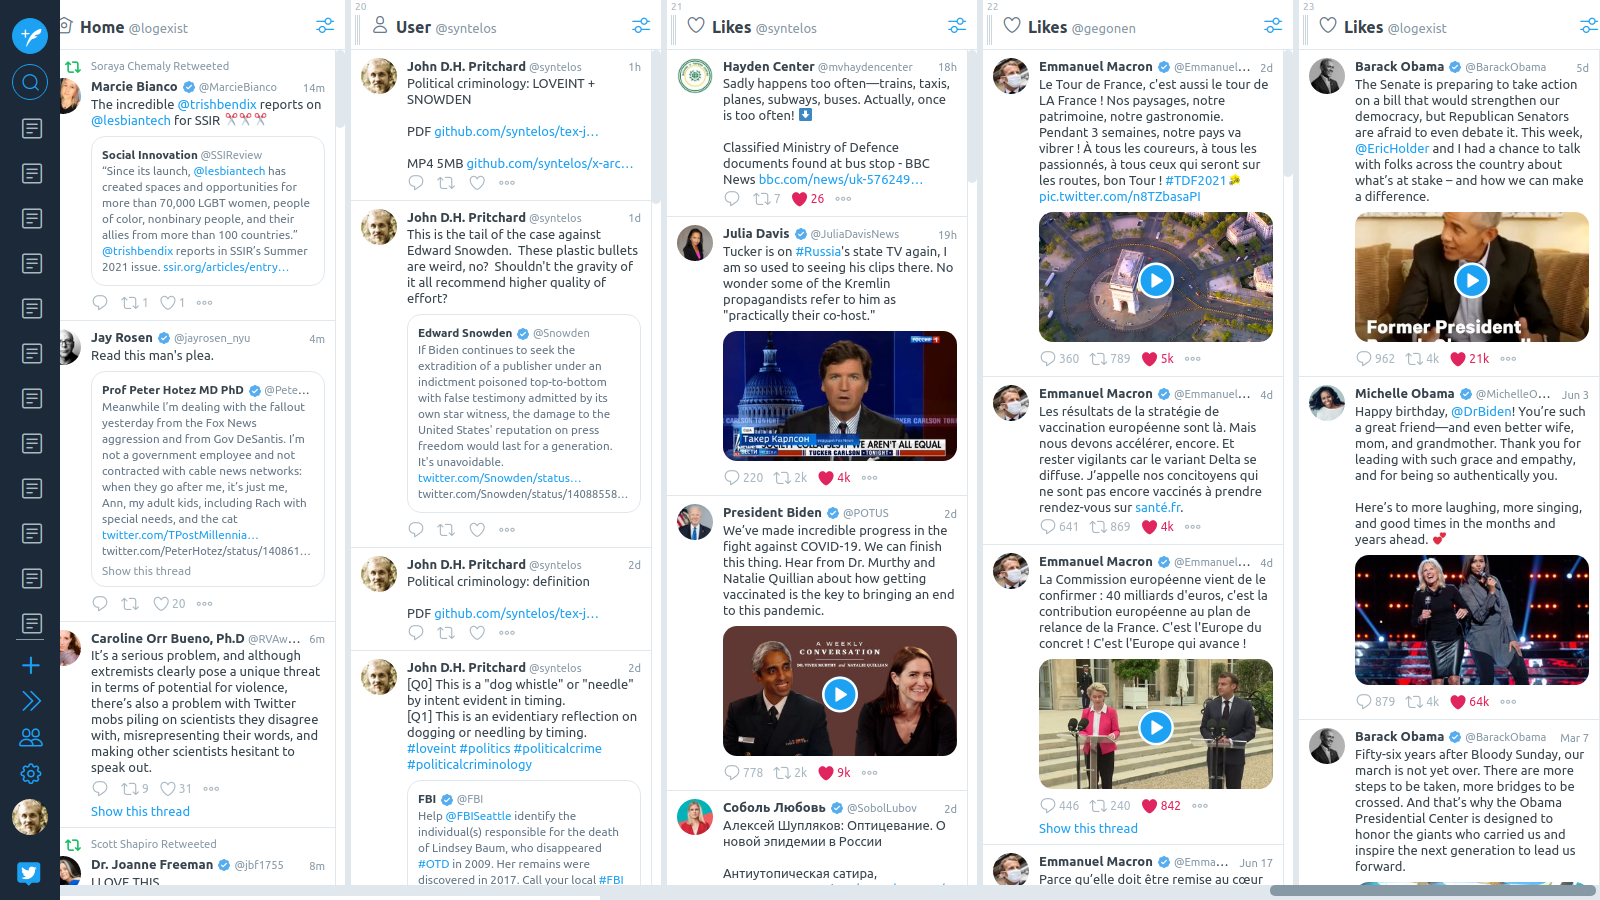 Home @logexist
Soraya Chemaly Retweeted
Marcie Bianco @MarcieBianco 14m
The incredible @trishbendix reports on
@lesbiantech for SSIR ✂️✂️✂️
Social Innovation @SSIReview
“Since its launch, @lesbiantech has
created spaces and opportunities for
more than 70,000 LGBT women, people
of color, nonbinary people, and their
allies from more than 100 countries.”
@trishbendix reports in SSIR’s Summer
2021 issue. ssir.org/articles/entry…
1 1
Jay Rosen @jayrosen_nyu 4m
Read this man's plea.
Prof Peter Hotez MD PhD @Pete…
Meanwhile I’m dealing with the fallout
yesterday from the Fox News
aggression and from Gov DeSantis. I’m
not a government employee and not
contracted with cable news networks:
when they go after me, it’s just me,
Ann, my adult kids, including Rach with
special needs, and the cat
twitter.com/TPostMillennia…
twitter.com/PeterHotez/status/140861…
Show this thread
20
Caroline Orr Bueno, Ph.D @RVAw… 6m
It’s a serious problem, and although
extremists clearly pose a unique threat
in terms of potential for violence,
there’s also a problem with Twitter
mobs piling on scientists they disagree
with, misrepresenting their words, and
making other scientists hesitant to
speak out.
9 31
Show this thread
Scott Shapiro Retweeted
Dr. Joanne Freeman @jbf1755 8m
I LOVE THIS
20
User @syntelos
John D.H. Pritchard @syntelos 1h
Political criminology: LOVEINT +
SNOWDEN
PDF github.com/syntelos/tex-j…
MP4 5MB github.com/syntelos/x-arc…
John D.H. Pritchard @syntelos 1d
This is the tail of the case against
Edward Snowden.  These plastic bullets
are weird, no?  Shouldn't the gravity of
it all recommend higher quality of
effort?
Edward Snowden @Snowden
If Biden continues to seek the
extradition of a publisher under an
indictment poisoned top-to-bottom
with false testimony admitted by its
own star witness, the damage to the
United States' reputation on press
freedom would last for a generation.
It’s unavoidable.
twitter.com/Snowden/status…
twitter.com/Snowden/status/14088558…
John D.H. Pritchard @syntelos 2d
Political criminology: definition
PDF github.com/syntelos/tex-j…
John D.H. Pritchard @syntelos 2d
[Q0] This is a "dog whistle" or "needle"
by intent evident in timing.
[Q1] This is an evidentiary reflection on
dogging or needling by timing.
#loveint #politics #politicalcrime
#politicalcriminology
FBI @FBI
Help @FBISeattle identify the
individual(s) responsible for the death
of Lindsey Baum, who disappeared
#OTD in 2009. Her remains were
discovered in 2017. Call your local #FBI
21
Likes @syntelos
Hayden Center @mvhaydencenter 18h
Sadly happens too often—trains, taxis,
planes, subways, buses. Actually, once
is too often! ⬇️
Classified Ministry of Defence
documents found at bus stop - BBC
News bbc.com/news/uk-576249…
7 26
Julia Davis @JuliaDavisNews 19h
Tucker is on #Russia's state TV again, I
am so used to seeing his clips there. No
wonder some of the Kremlin
propagandists refer to him as
"practically their co-host."
РОССИЯ 1
США
Такер Карлсон
ВЕСТИ
WE AREN'T ALL EQUAL
TUCKER CARLSON TONIGHT
220 2k 4k
President Biden @POTUS 2d
We’ve made incredible progress in the
fight against COVID-19. We can finish
this thing. Hear from Dr. Murthy and
Natalie Quillian about how getting
vaccinated is the key to bringing an end
to this pandemic.
A WEEKLY
CONVERSATION
DR. VIVEK MURTHY AND NATALIE QUILLIAN
778 2k 9k
Соболь Любовь @SobolLubov 2d
Алексей Шупляков: Оптицевание. О
новой эпидемии в России
Антиутопическая сатира,
22
Likes @gegonen
Emmanuel Macron @Emmanuel… 2d
Le Tour de France, c'est aussi le tour de
LA France ! Nos paysages, notre
patrimoine, notre gastronomie.
Pendant 3 semaines, notre pays va
vibrer ! À tous les coureurs, à tous les
passionnés, à tous ceux qui seront sur
les routes, bon Tour ! #TDF2021
pic.twitter.com/n8TZbasaPI
360 789 5k
Emmanuel Macron @Emmanuel… 4d
Les résultats de la stratégie de
vaccination européenne sont là. Mais
nous devons accélérer, encore. Et
rester vigilants car le variant Delta se
diffuse. J’appelle nos concitoyens qui
ne sont pas encore vaccinés à prendre
rendez-vous sur santé.fr.
641 869 4k
Emmanuel Macron @Emmanuel… 4d
La Commission européenne vient de le
confirmer : 40 milliards d'euros, c'est la
contribution européenne au plan de
relance de la France. C'est l'Europe du
concret ! C'est l'Europe qui avance !
446 240 842
Show this thread
Emmanuel Macron @Emma… Jun 17
Parce qu’elle doit être remise au cœur
23
Likes @logexist
Barack Obama @BarackObama 5d
The Senate is preparing to take action
on a bill that would strengthen our
democracy, but Republican Senators
are afraid to even debate it. This week,
@EricHolder and I had a chance to talk
with folks across the country about
what’s at stake – and how we can make
a difference.
Former President
962 4k 21k
Michelle Obama @MichelleO… Jun 3
Happy birthday, @DrBiden! You’re such
a great friend—and even better wife,
mom, and grandmother. Thank you for
leading with such grace and empathy,
and for being so authentically you.
Here’s to more laughing, more singing,
and good times in the months and
years ahead. 💕
879 4k 64k
Barack Obama @BarackObama Mar 7
Fifty-six years after Bloody Sunday, our
march is not yet over. There are more
steps to be taken, more bridges to be
crossed. And that’s why the Obama
Presidential Center is designed to
honor the giants who carried us and
inspire the next generation to lead us
forward.